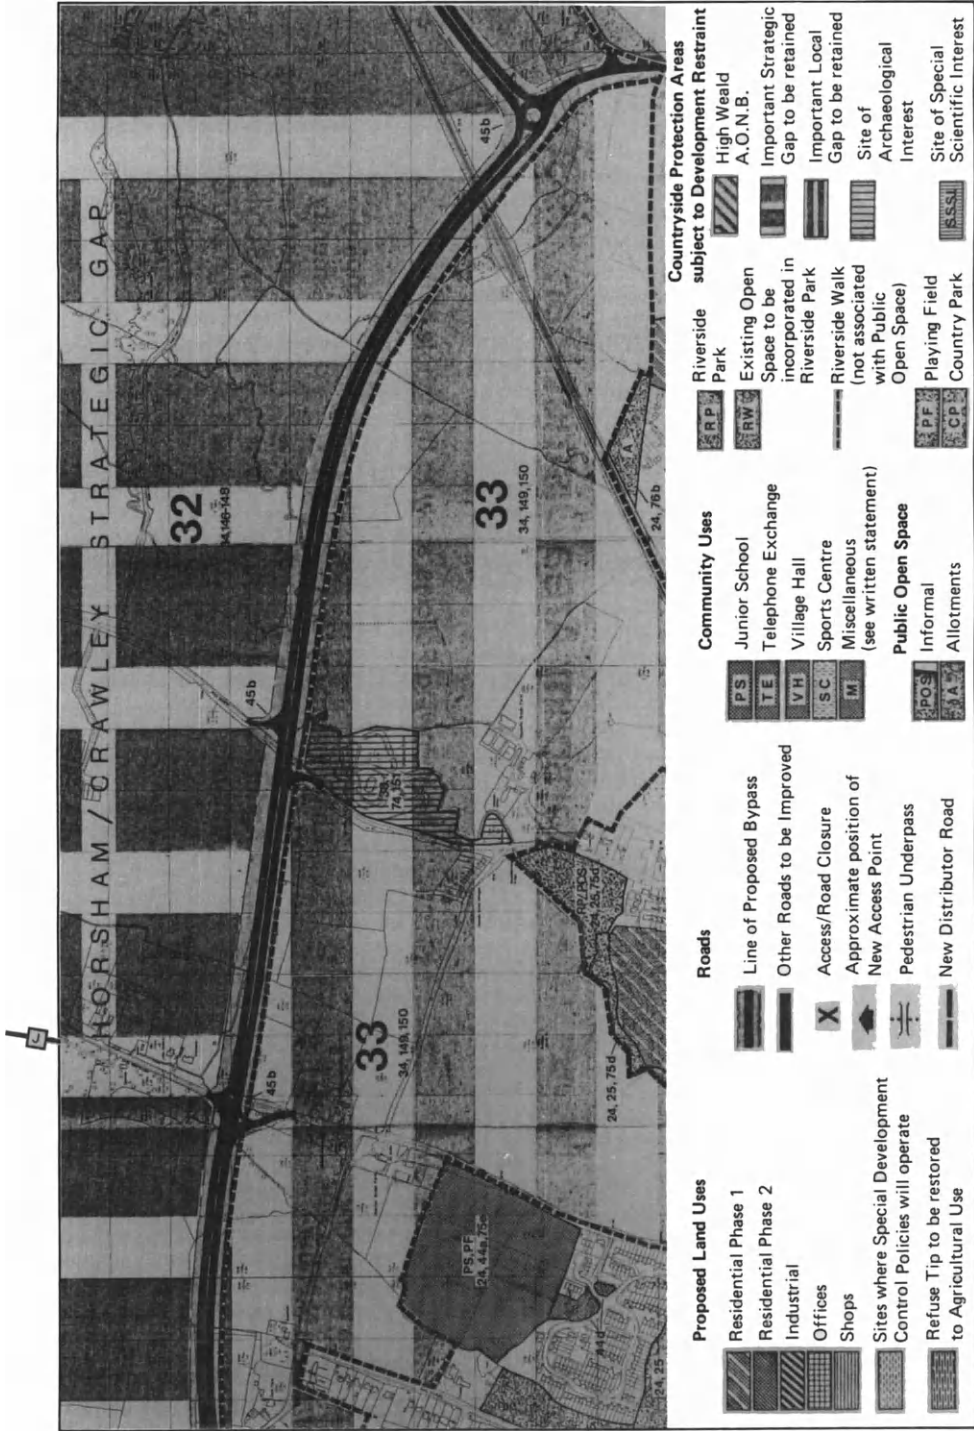 HORSHAM / CRAWLEY STRATEGIC GAP
32
45b
45b
45b
33
34, 149, 150
33
34, 149, 150
74, 151
RP/POS
24, 25, 75d
24, 25, 75d
A
24, 76b
PS, PF
44d
24, 25
Proposed Land Uses
Residential Phase 1
Residential Phase 2
Industrial
Offices
Shops
Sites where Special Development
Control Policies will operate
Refuse Tip to be restored
to Agricultural Use
Roads
Line of Proposed Bypass
Other Roads to be Improved
X
Access/Road Closure
Approximate position of
New Access Point
Pedestrian Underpass
New Distributor Road
Community Uses
PS
Junior School
TE
Telephone Exchange
VH
Village Hall
SC
Sports Centre
M
Miscellaneous
(see written statement)
Public Open Space
POS
Informal
A
Allotments
RP
Riverside
Park
RW
Existing Open
Space to be
incorporated in
Riverside Park
Riverside Walk
(not associated
with Public
Open Space)
PF
Playing Field
CP
Country Park
Countryside Protection Areas
subject to Development Restraint
High Weald
A.O.N.B.
Important Strategic
Gap to be retained
Important Local
Gap to be retained
Site of
Archaeological
Interest
S.S.S.I.
Site of Special
Scientific Interest